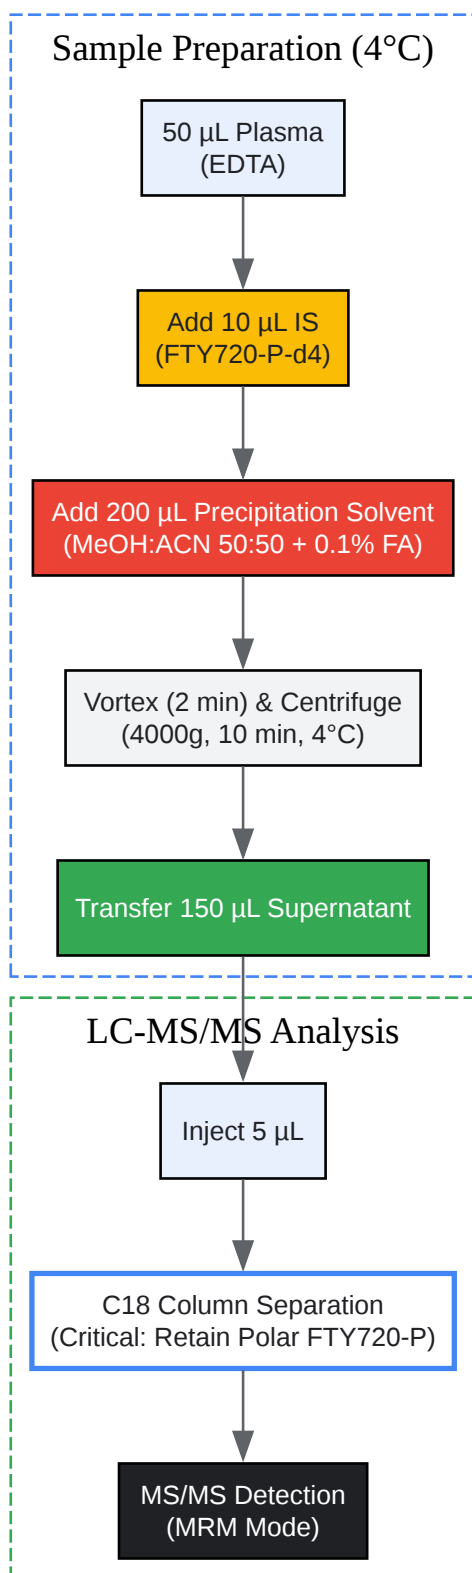 Sample Preparation (4°C)
50 µL Plasma
(EDTA)
Add 10 µL IS
(FTY720-P-d4)
Add 200 µL Precipitation Solvent
(MeOH:ACN 50:50 + 0.1% FA)
Vortex (2 min) & Centrifuge
(4000g, 10 min, 4°C)
Transfer 150 µL Supernatant
LC-MS/MS Analysis
Inject 5 µL
C18 Column Separation
(Critical: Retain Polar FTY720-P)
MS/MS Detection
(MRM Mode)